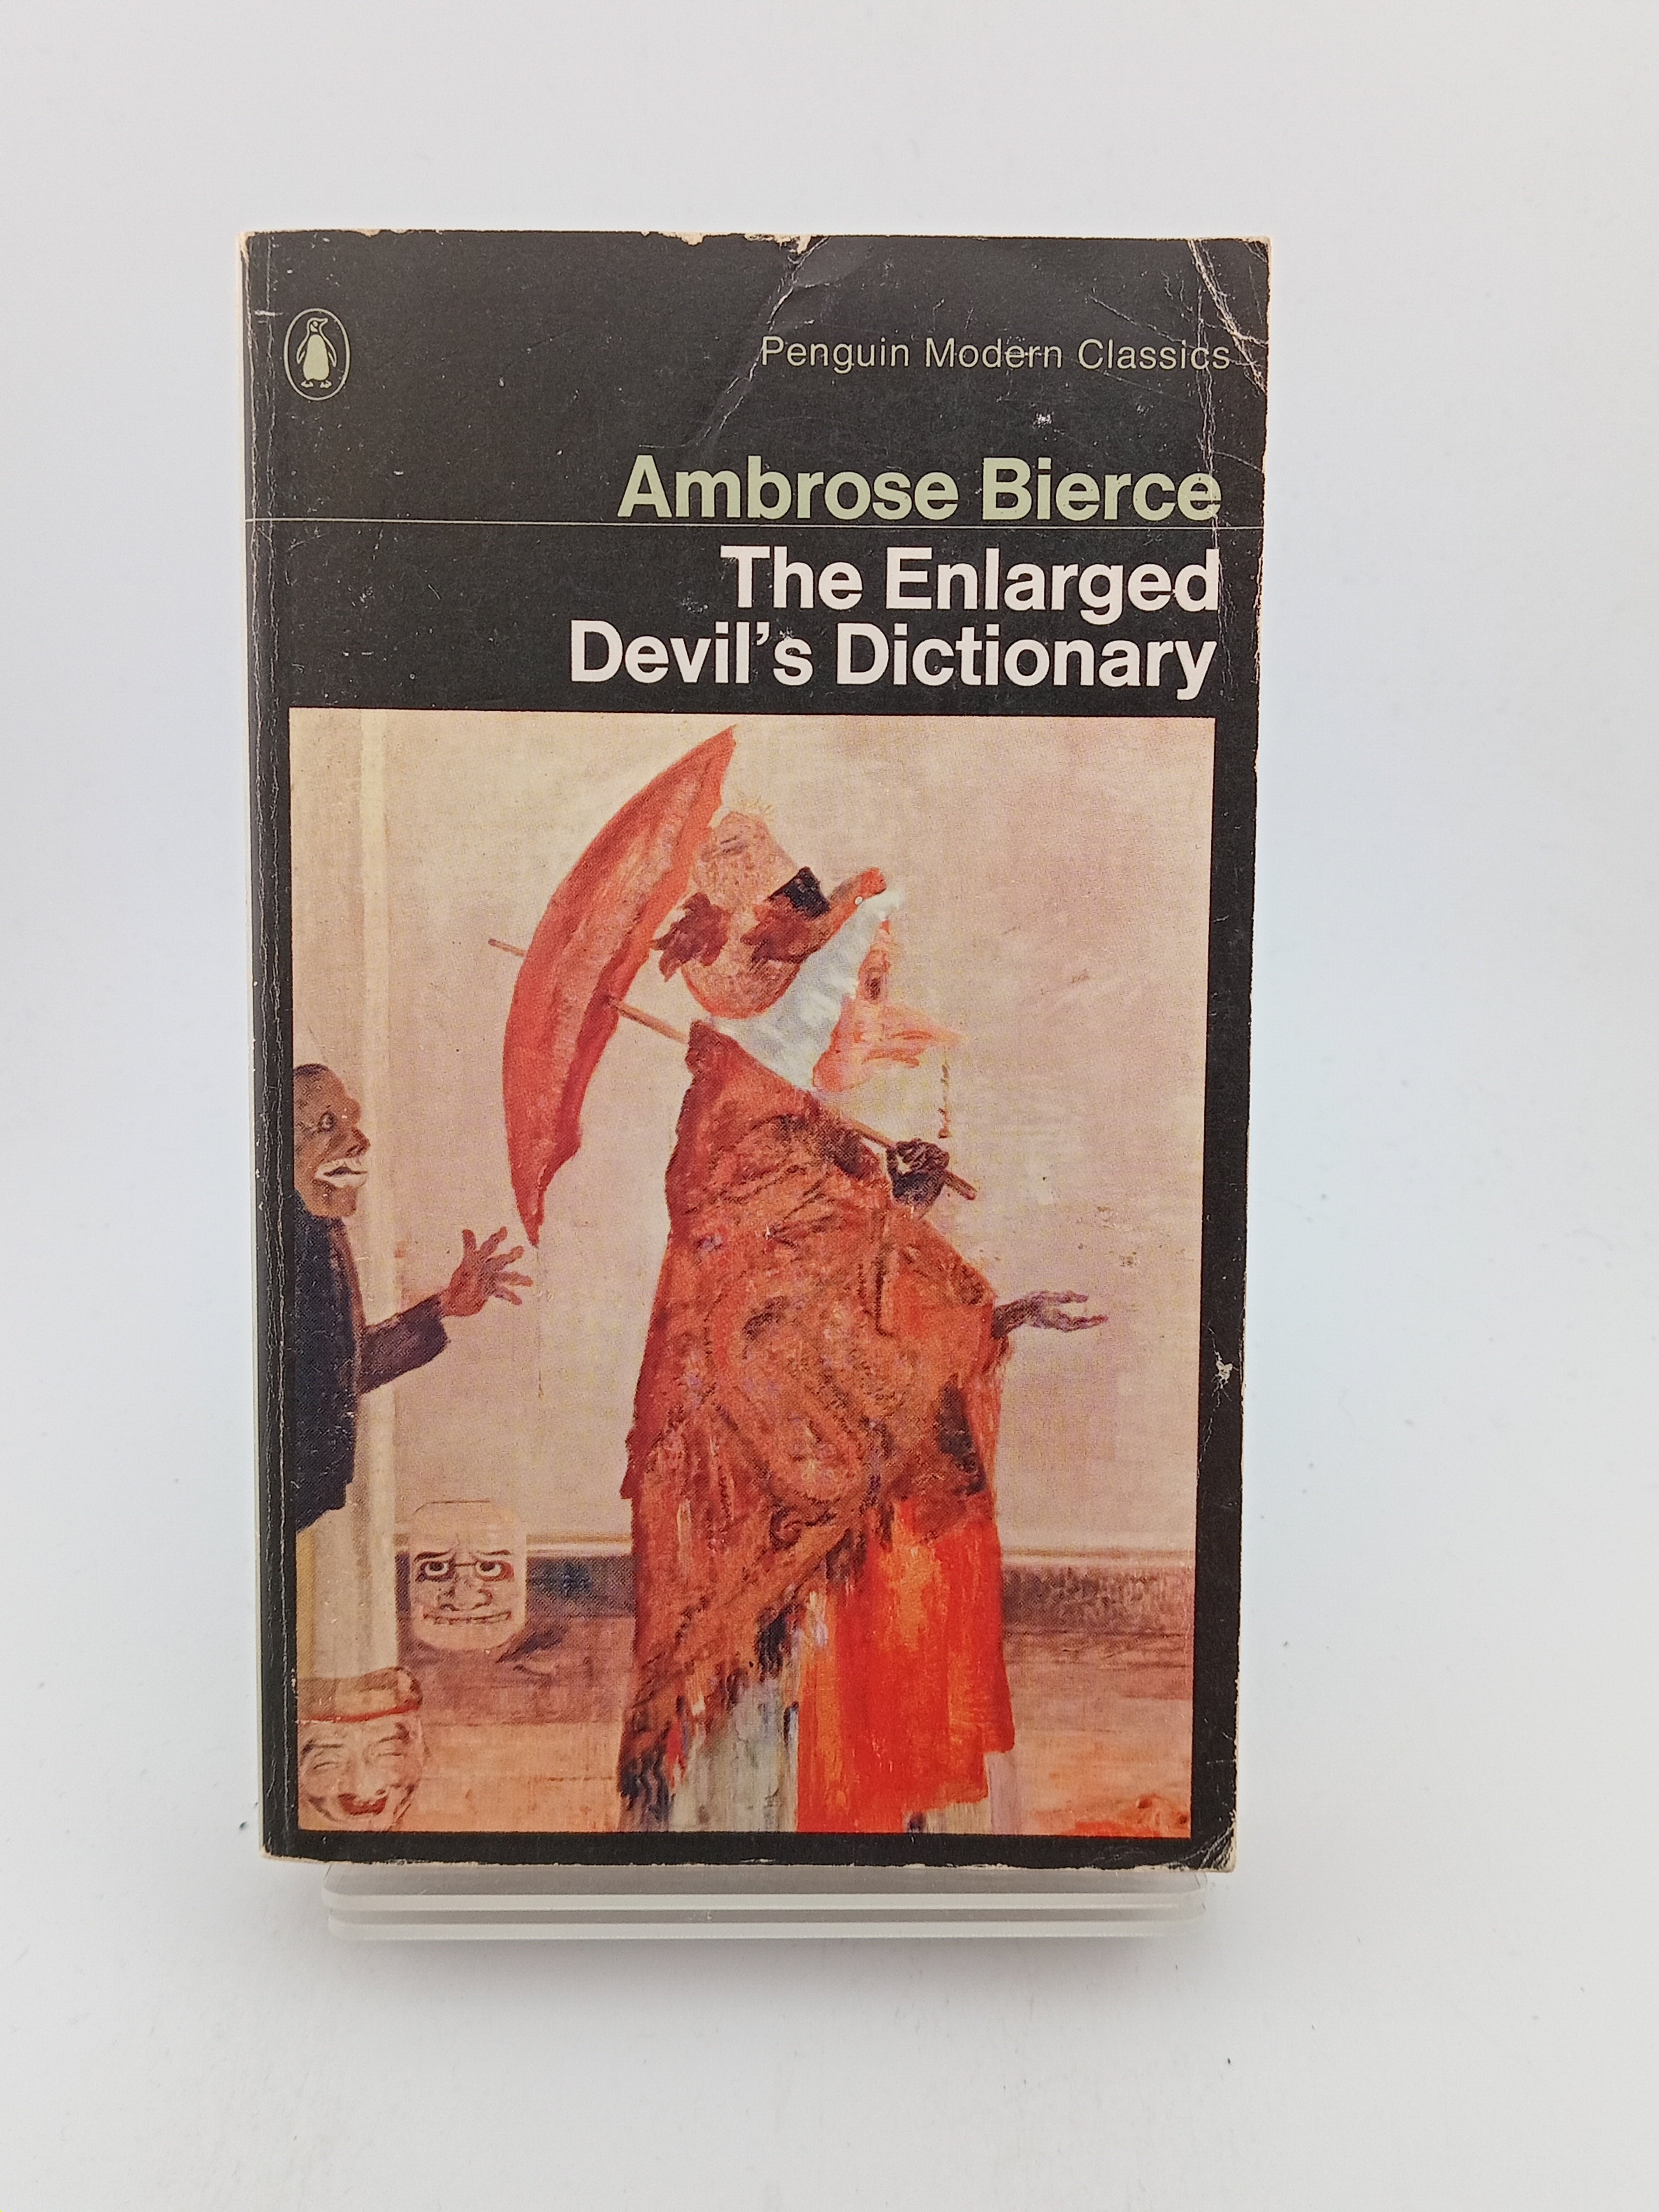 Penguin Modern Classics
Ambrose Bierce
The Enlarged
Devil's Dictionary